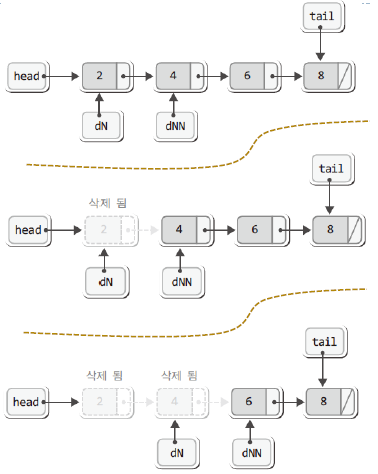 tail
head 2 4 6 8
dN dNN
tail
삭제 됨
head 2 4 6 8
dN dNN
tail
삭제 됨 삭제 됨
head 2 4 6 8
dN dNN